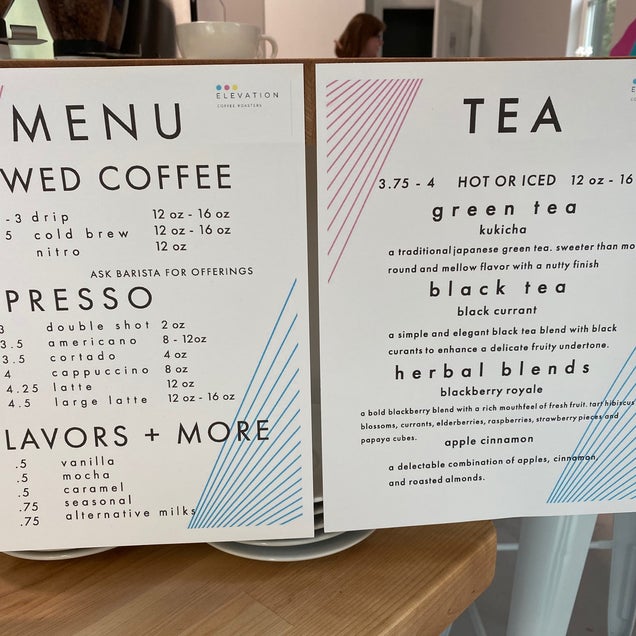 MENU
ELEVATION
COFFEE ROASTERS
WED COFFEE
- 3 drip 12 oz - 16 oz
5 cold brew 12 oz - 16 oz
nitro 12 oz
ASK BARISTA FOR OFFERINGS
PRESSO
3 double shot 2 oz
3.5 americano 8 - 12oz
3.5 cortado 4 oz
4 cappuccino 8 oz
4.25 latte 12 oz
4.5 large latte 12 oz - 16 oz
LAVORS + MORE
.5 vanilla
.5 mocha
.5 caramel
.75 seasonal
.75 alternative milks
TEA
3.75 - 4 HOT OR ICED 12 oz - 16
green tea
kukicha
a traditional japanese green tea. sweeter than mo
round and mellow flavor with a nutty finish
black tea
black currant
a simple and elegant black tea blend with black
currants to enhance a delicate fruity undertone.
herbal blends
blackberry royale
a bold blackberry blend with a rich mouthfeel of fresh fruit. tart hibiscus
blossoms, currants, elderberries, raspberries, strawberry pieces and
papaya cubes.
apple cinnamon
a delectable combination of apples, cinnamon,
and roasted almonds.